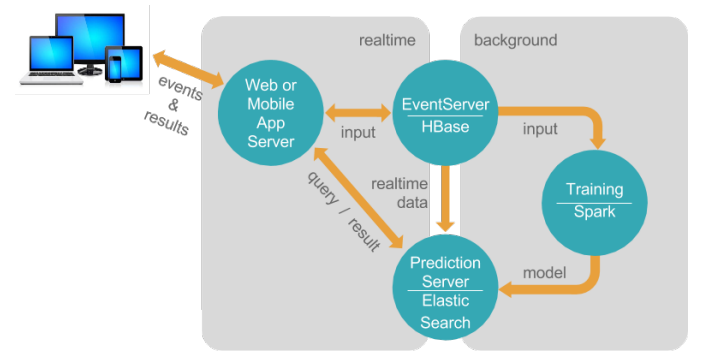 realtime
background
events
&
results
Web or
Mobile
App
Server
input
EventServer
HBase
input
realtime
data
query / result
Training
Spark
Prediction
Server
Elastic
Search
model